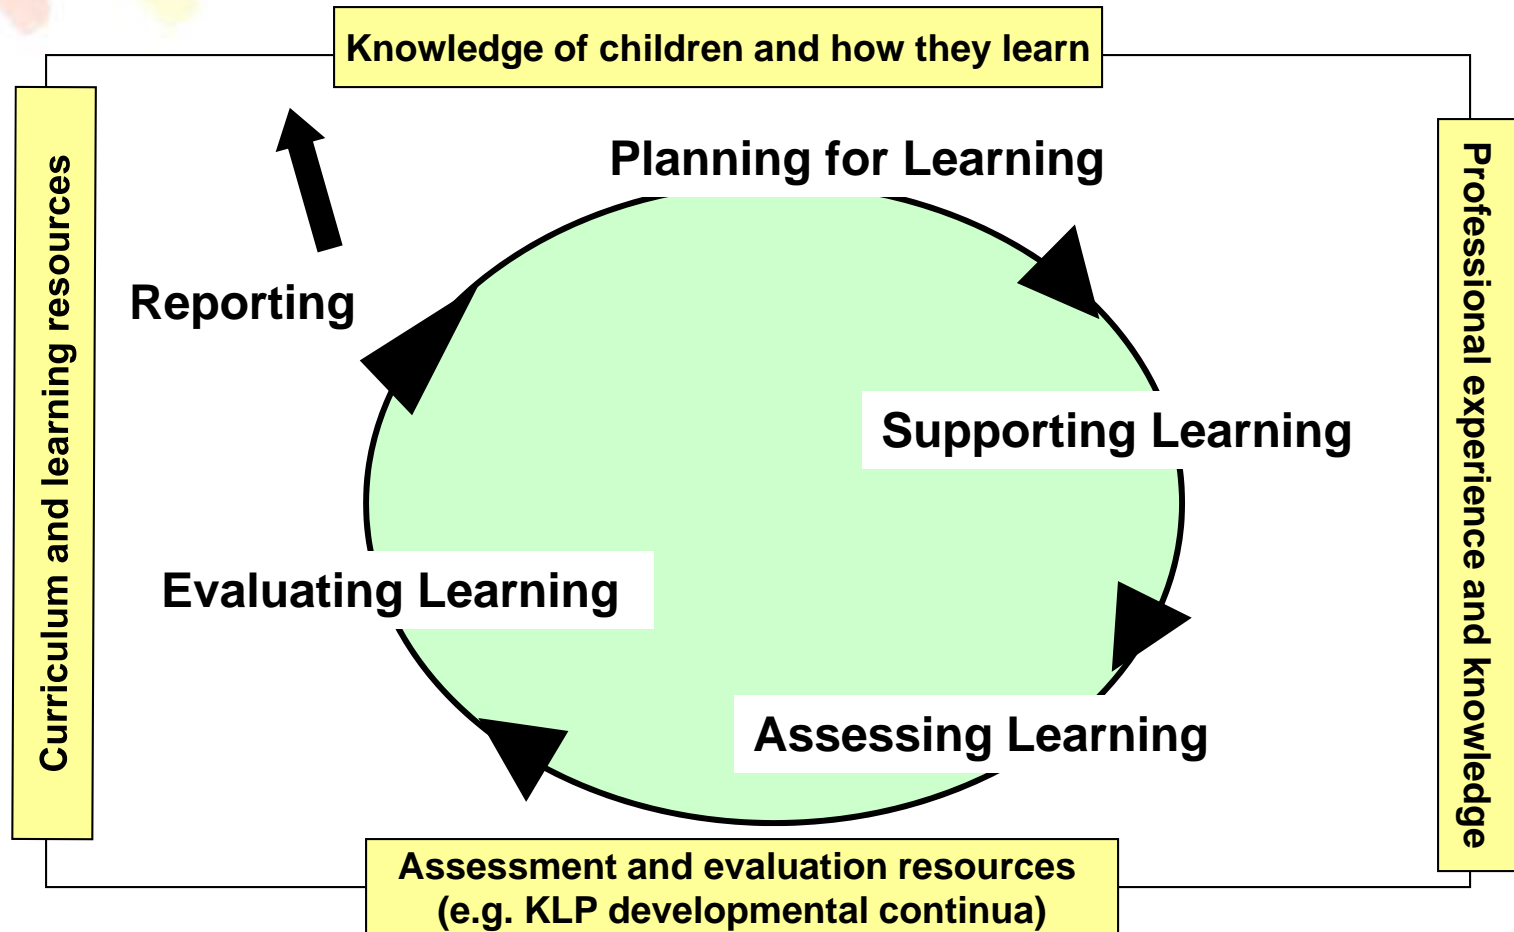 Knowledge of children and how they learn
Planning for Learning
Reporting
Supporting Learning
Evaluating Learning
Assessing Learning
Curriculum and learning resources
Professional experience and knowledge
Assessment and evaluation resources
(e.g. KLP developmental continua)